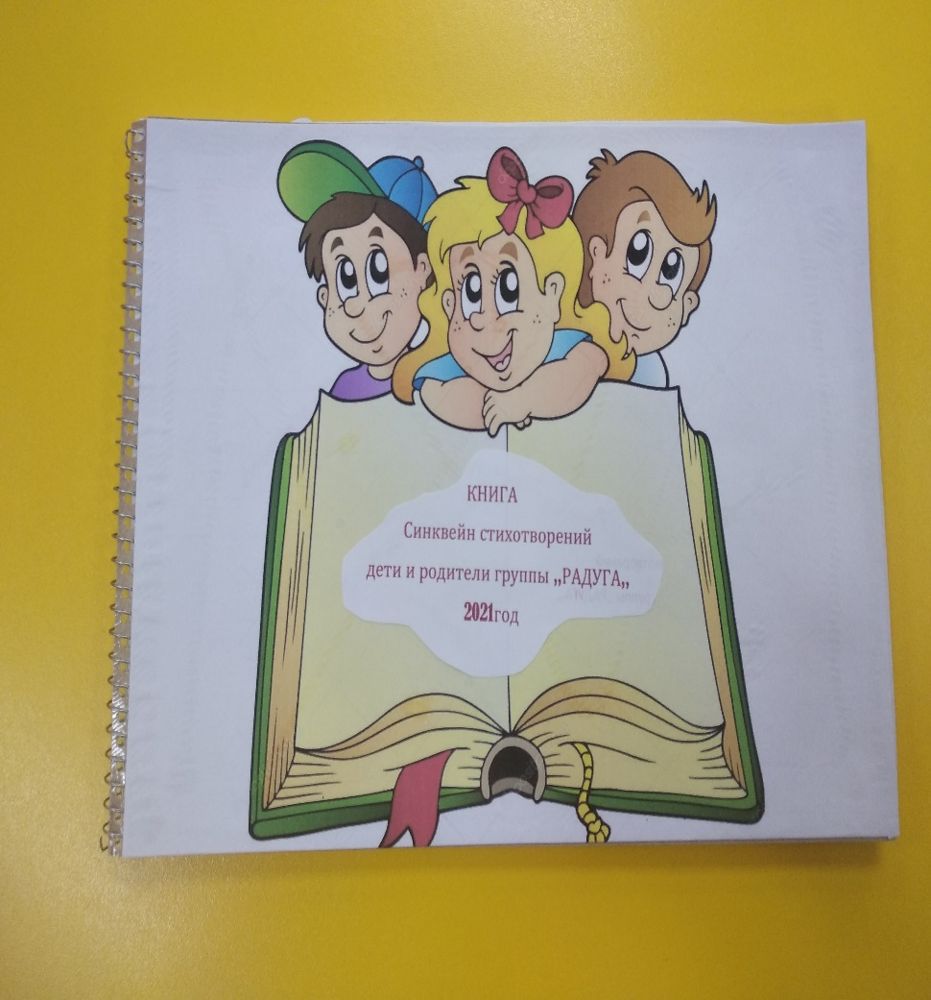 КНИГА
Синквейн стихотворений
дети и родители группы „РАДУГА„
2021год